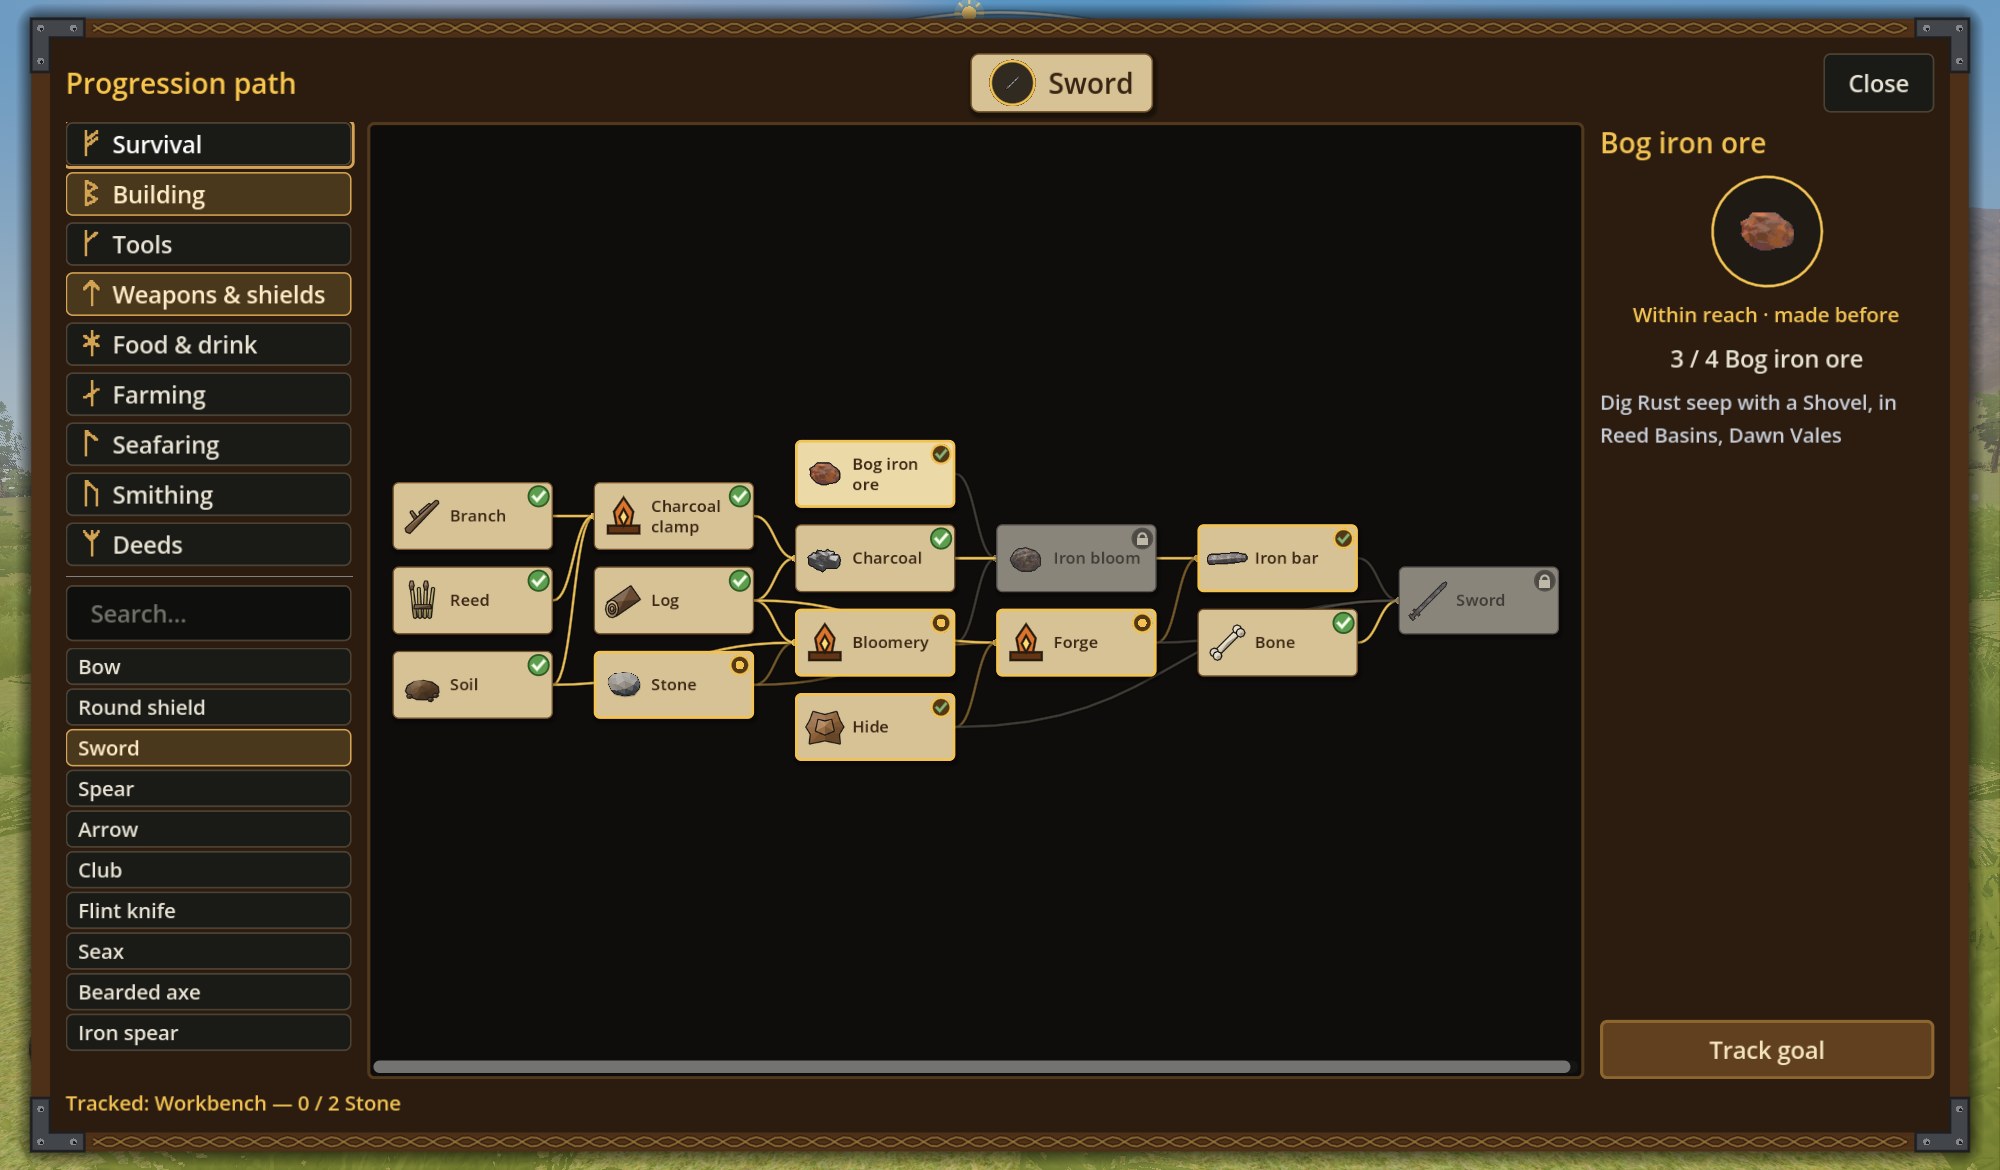 Progression path
Sword
Close
Survival
Building
Tools
Weapons & shields
Food & drink
Farming
Seafaring
Smithing
Deeds
Search...
Bow
Round shield
Sword
Spear
Arrow
Club
Flint knife
Seax
Bearded axe
Iron spear
Branch
Reed
Soil
Charcoal
clamp
Log
Stone
Bog iron
ore
Charcoal
Bloomery
Hide
Iron bloom
Forge
Iron bar
Bone
Sword
Bog iron ore
Within reach · made before
3 / 4 Bog iron ore
Dig Rust seep with a Shovel, in
Reed Basins, Dawn Vales
Track goal
Tracked: Workbench — 0 / 2 Stone